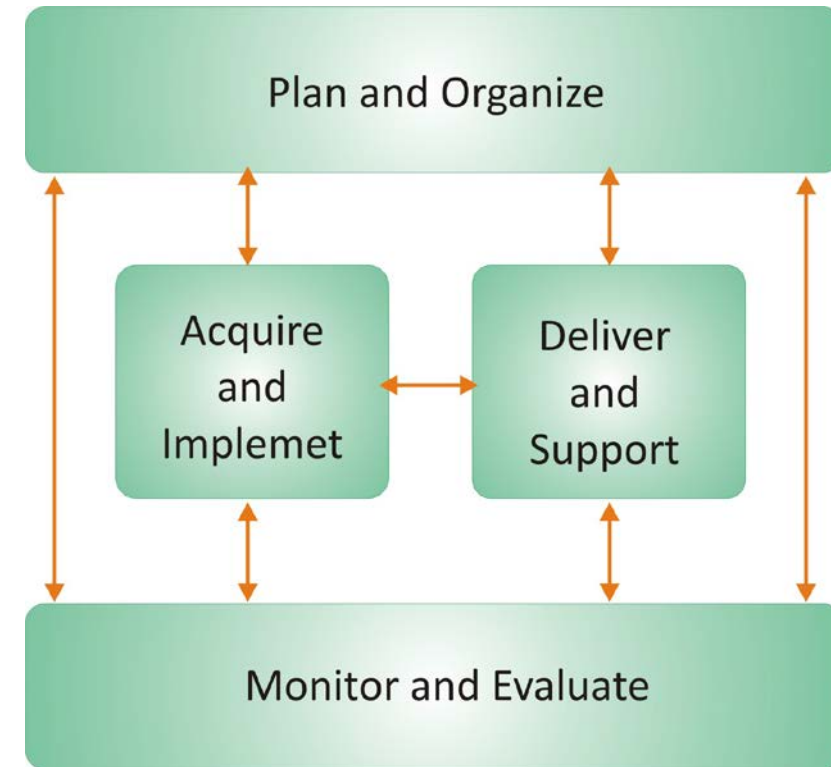 Plan and Organize
Acquire
and
Implemet
Deliver
and
Support
Monitor and Evaluate